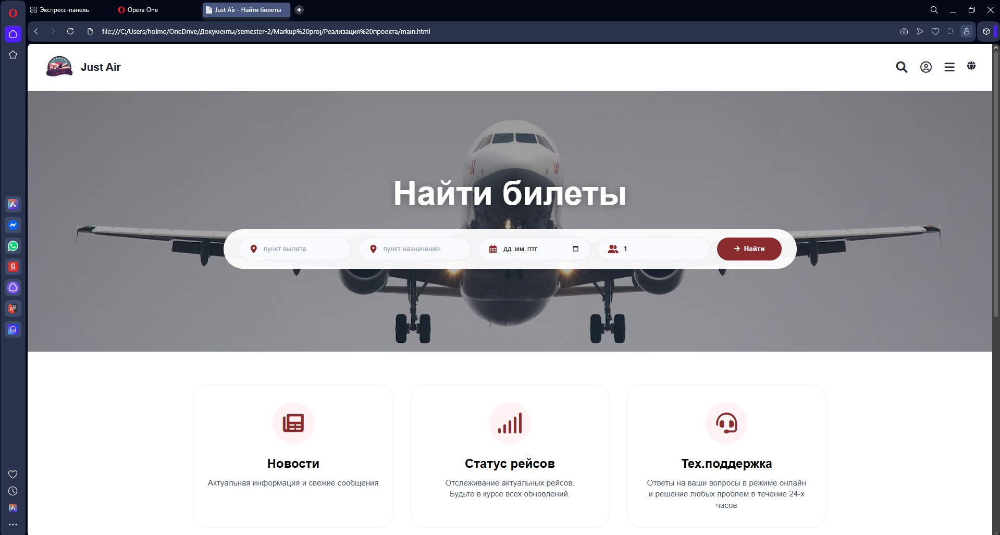 Экспресс-панель
Opera One
Just Air - Найти билеты
file:///C:/Users/holme/OneDrive/Документы/semester-2/Markup%20proj/Реализация%20проекта/main.html
Just Air
Just Air
Найти билеты
пункт вылета
пункт назначения
дд.мм.гггг
1
Найти
Новости
Актуальная информация и свежие сообщения
Статус рейсов
Отслеживание актуальных рейсов.
Будьте в курсе всех обновлений.
Тех.поддержка
Ответы на ваши вопросы в режиме онлайн
и решение любых проблем в течение 24-х
часов